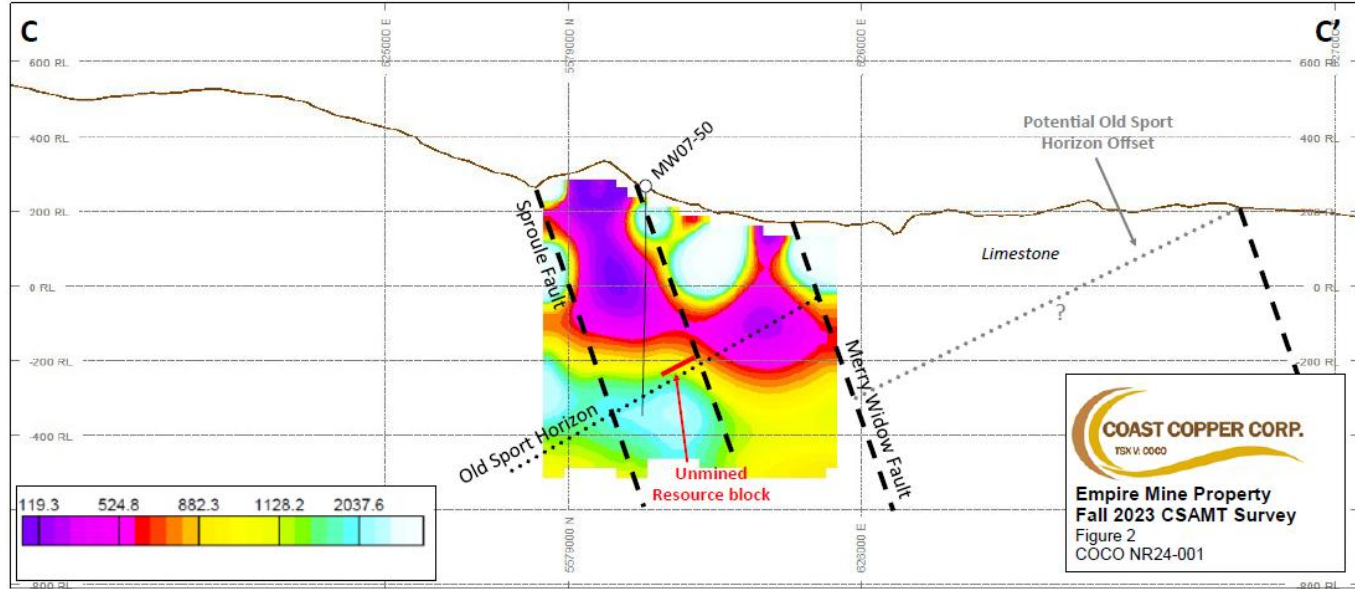 C
C'
625000 E
5579000 N
626000 E
627000 E
600 RL
600 RL
400 RL
400 RL
200 RL
200 RL
0 RL
0 RL
-200 RL
-200 RL
-400 RL
-800 RL
-800 RL
MW07-50
Potential Old Sport
Horizon Offset
Limestone
?
Sproule Fault
Merry Widow Fault
Old Sport Horizon
Unmined
Resource block
119.3 524.8 882.3 1128.2 2037.6
5579000 N
626000 E
COAST COPPER CORP.
TSX V: COCO
Empire Mine Property
Fall 2023 CSAMT Survey
Figure 2
COCO NR24-001